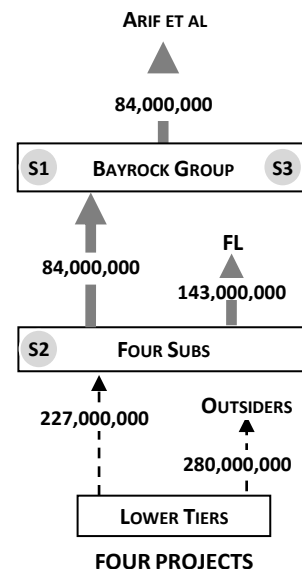 ARIF ET AL
84,000,000
S1 BAYROCK GROUP S3
FL
84,000,000
143,000,000
S2 FOUR SUBS
OUTSIDERS
227,000,000
280,000,000
LOWER TIERS
FOUR PROJECTS